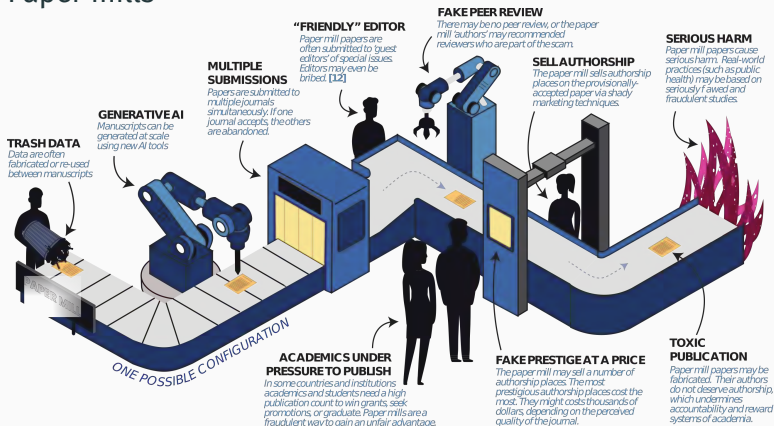 Paper Mills
FAKE PEER REVIEW
There may be no peer review, or the paper
mill 'authors' may recommended
reviewers who are part of the scam.
"FRIENDLY" EDITOR
Paper mill papers are
often submitted to 'guest
editors' of special issues.
Editors may even be
bribed. [12]
SERIOUS HARM
Paper mill papers cause
serious harm. Real-world
practices (such as public
health) may be based on
seriously f awed and
fraudulent studies.
SELL AUTHORSHIP
The paper mill sells authorship
places on the provisionally-
accepted paper via shady
marketing techniques.
MULTIPLE
SUBMISSIONS
Papers are submitted to
multiple journals
simultaneously. If one
journal accepts, the others
are abandoned.
GENERATIVE AI
Manuscripts can be
generated at scale
using new AI tools
TRASH DATA
Data are often
fabricated or re-used
between manuscripts
PAPER MILL
ONE POSSIBLE CONFIGURATION
ACADEMICS UNDER
PRESSURE TO PUBLISH
In some countries and institutions
academics and students need a high
publication count to win grants, seek
promotions, or graduate. Paper mills are a
fraudulent way to gain an unfair advantage.
FAKE PRESTIGE AT A PRICE
The paper mill may sell a number of
authorship places. The most
prestigious authorship places cost the
most. They might costs thousands of
dollars, depending on the perceived
quality of the journal.
TOXIC
PUBLICATION
Paper mill papers may be
fabricated. Their authors
do not deserve authorship,
which undermines
accountability and reward
systems of academia.